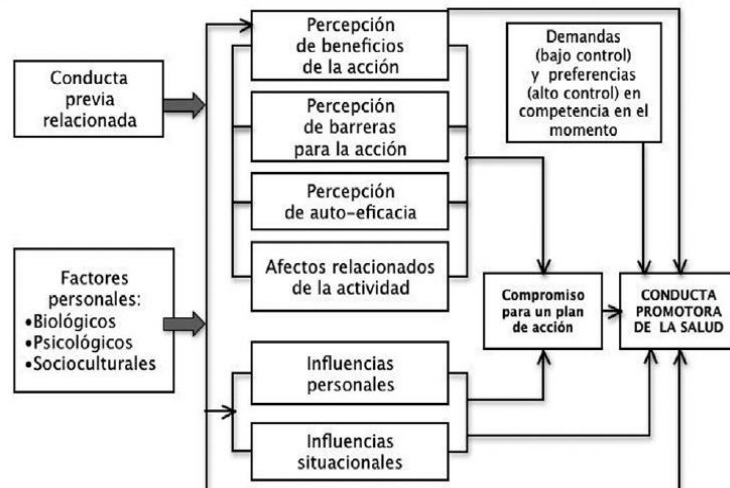 Conducta
previa
relacionada
Factores
personales:
•Biológicos
•Psicológicos
•Socioculturales
Percepción
de beneficios
de la acción
Percepción
de barreras
para la acción
Percepción
de auto-eficacia
Afectos relacionados
de la actividad
Influencias
personales
Influencias
situacionales
Demandas
(bajo control)
y preferencias
(alto control) en
competencia en el
momento
Compromiso
para un plan
de acción
CONDUCTA
PROMOTORA
DE LA SALUD